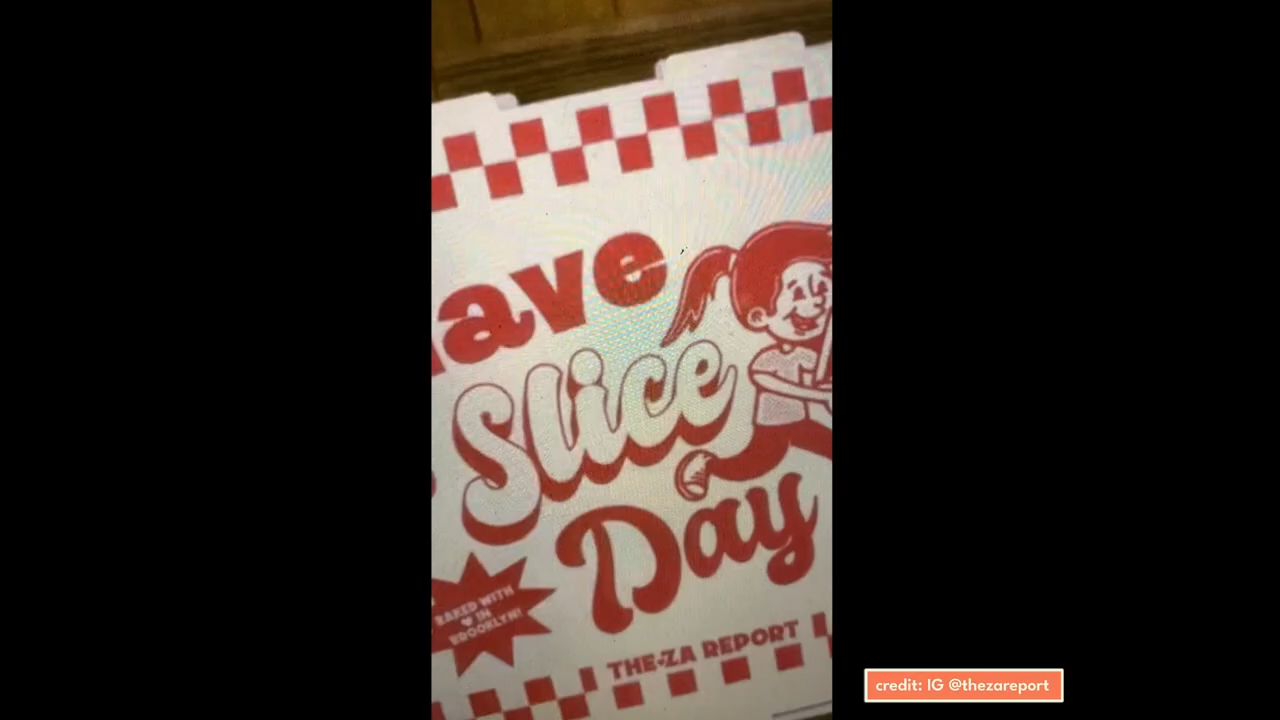 ave
Slice
Day
BAKED WITH
♥ IN
BROOKLYN!
THE-ZA REPORT
credit: IG @thezareport